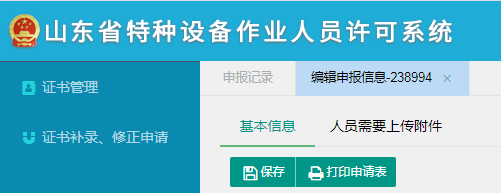 山东省特种设备作业人员许可系统
证书管理
证书补录、修正申请
申报记录
编辑申报信息-238994 ×
基本信息
人员需要上传附件
保存
打印申请表